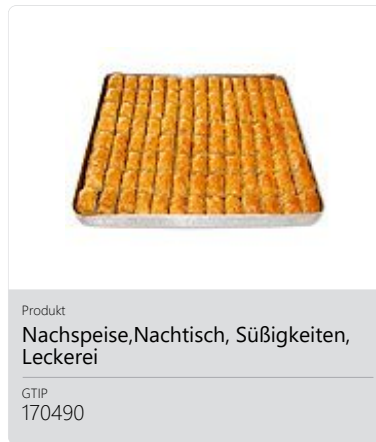 Produkt
Nachspeise,Nachtisch, Süßigkeiten,
Leckerei
GTIP
170490